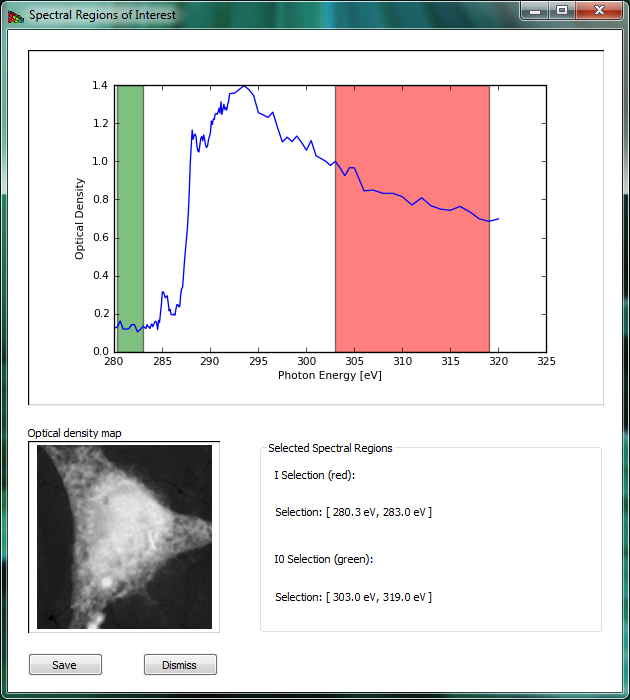 Spectral Regions of Interest
1.4
1.2
1.0
0.8
0.6
0.4
0.2
0.0
Optical Density
280 285 290 295 300 305 310 315 320 325
Photon Energy [eV]
Optical density map
Selected Spectral Regions
I Selection (red):
Selection: [ 280.3 eV, 283.0 eV ]
I0 Selection (green):
Selection: [ 303.0 eV, 319.0 eV ]
Save
Dismiss